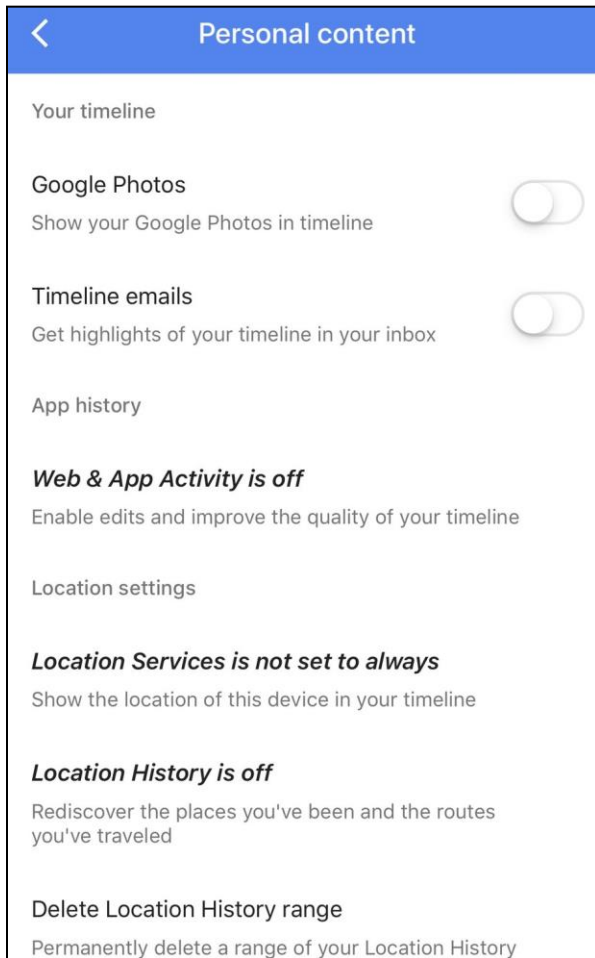 Personal content
Your timeline
Google Photos
Show your Google Photos in timeline
Timeline emails
Get highlights of your timeline in your inbox
App history
Web & App Activity is off
Enable edits and improve the quality of your timeline
Location settings
Location Services is not set to always
Show the location of this device in your timeline
Location History is off
Rediscover the places you've been and the routes
you've traveled
Delete Location History range
Permanently delete a range of your Location History